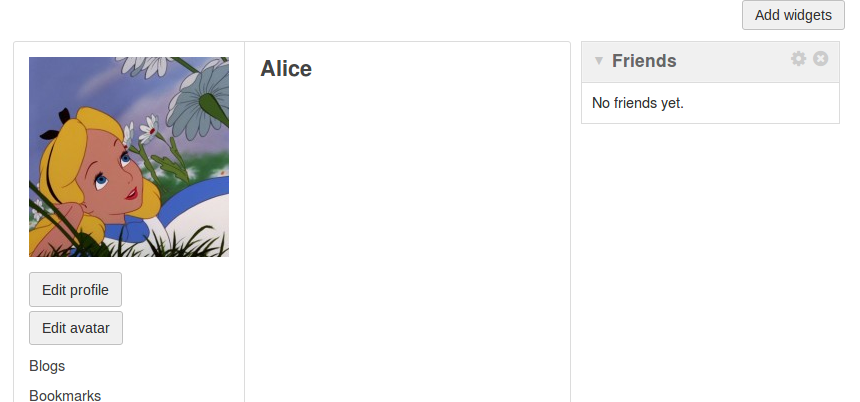 Add widgets
Alice
Friends
No friends yet.
Edit profile
Edit avatar
Blogs
Bookmarks